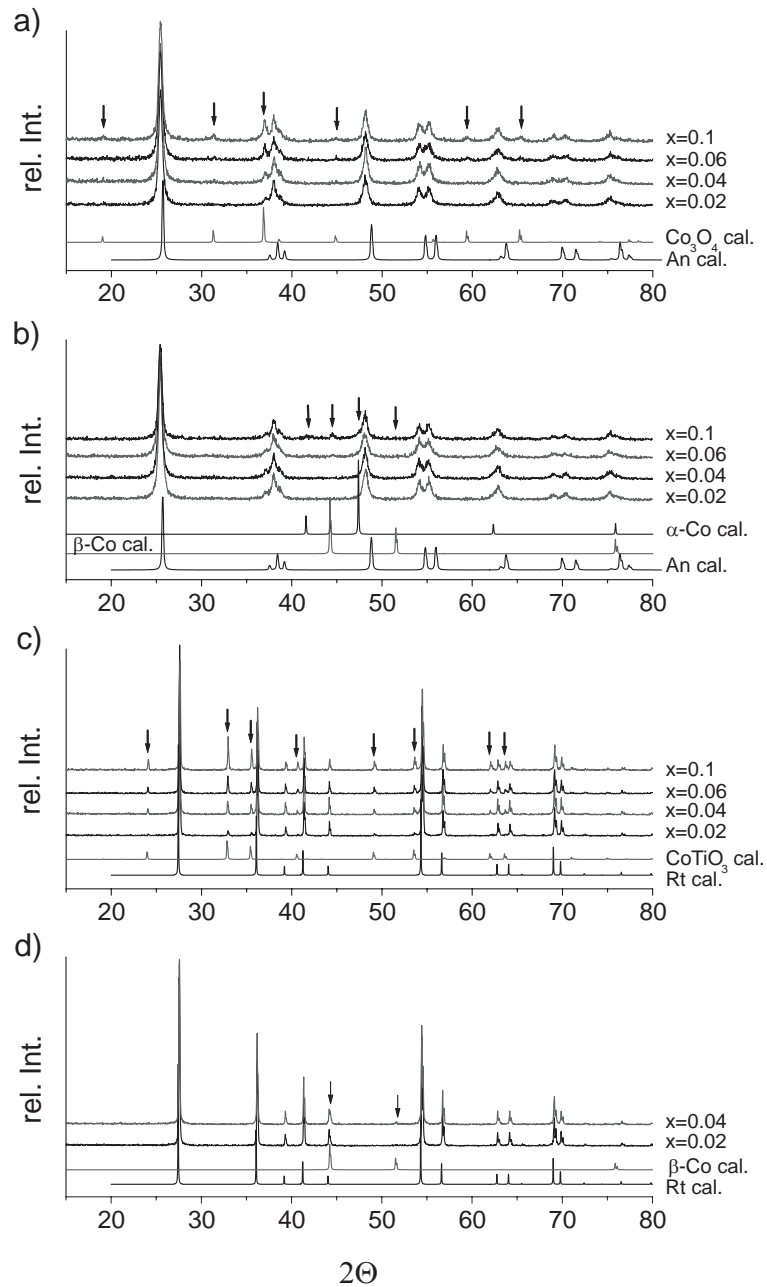 a)
rel. Int.
x=0.1
x=0.06
x=0.04
x=0.02
Co₃O₄ cal.
An cal.
20 30 40 50 60 70 80
b)
rel. Int.
x=0.1
x=0.06
x=0.04
x=0.02
α-Co cal.
β-Co cal.
An cal.
20 30 40 50 60 70 80
c)
rel. Int.
x=0.1
x=0.06
x=0.04
x=0.02
CoTiO₃ cal.
Rt cal.
20 30 40 50 60 70 80
d)
rel. Int.
x=0.04
x=0.02
β-Co cal.
Rt cal.
20 30 40 50 60 70 80
2Θ